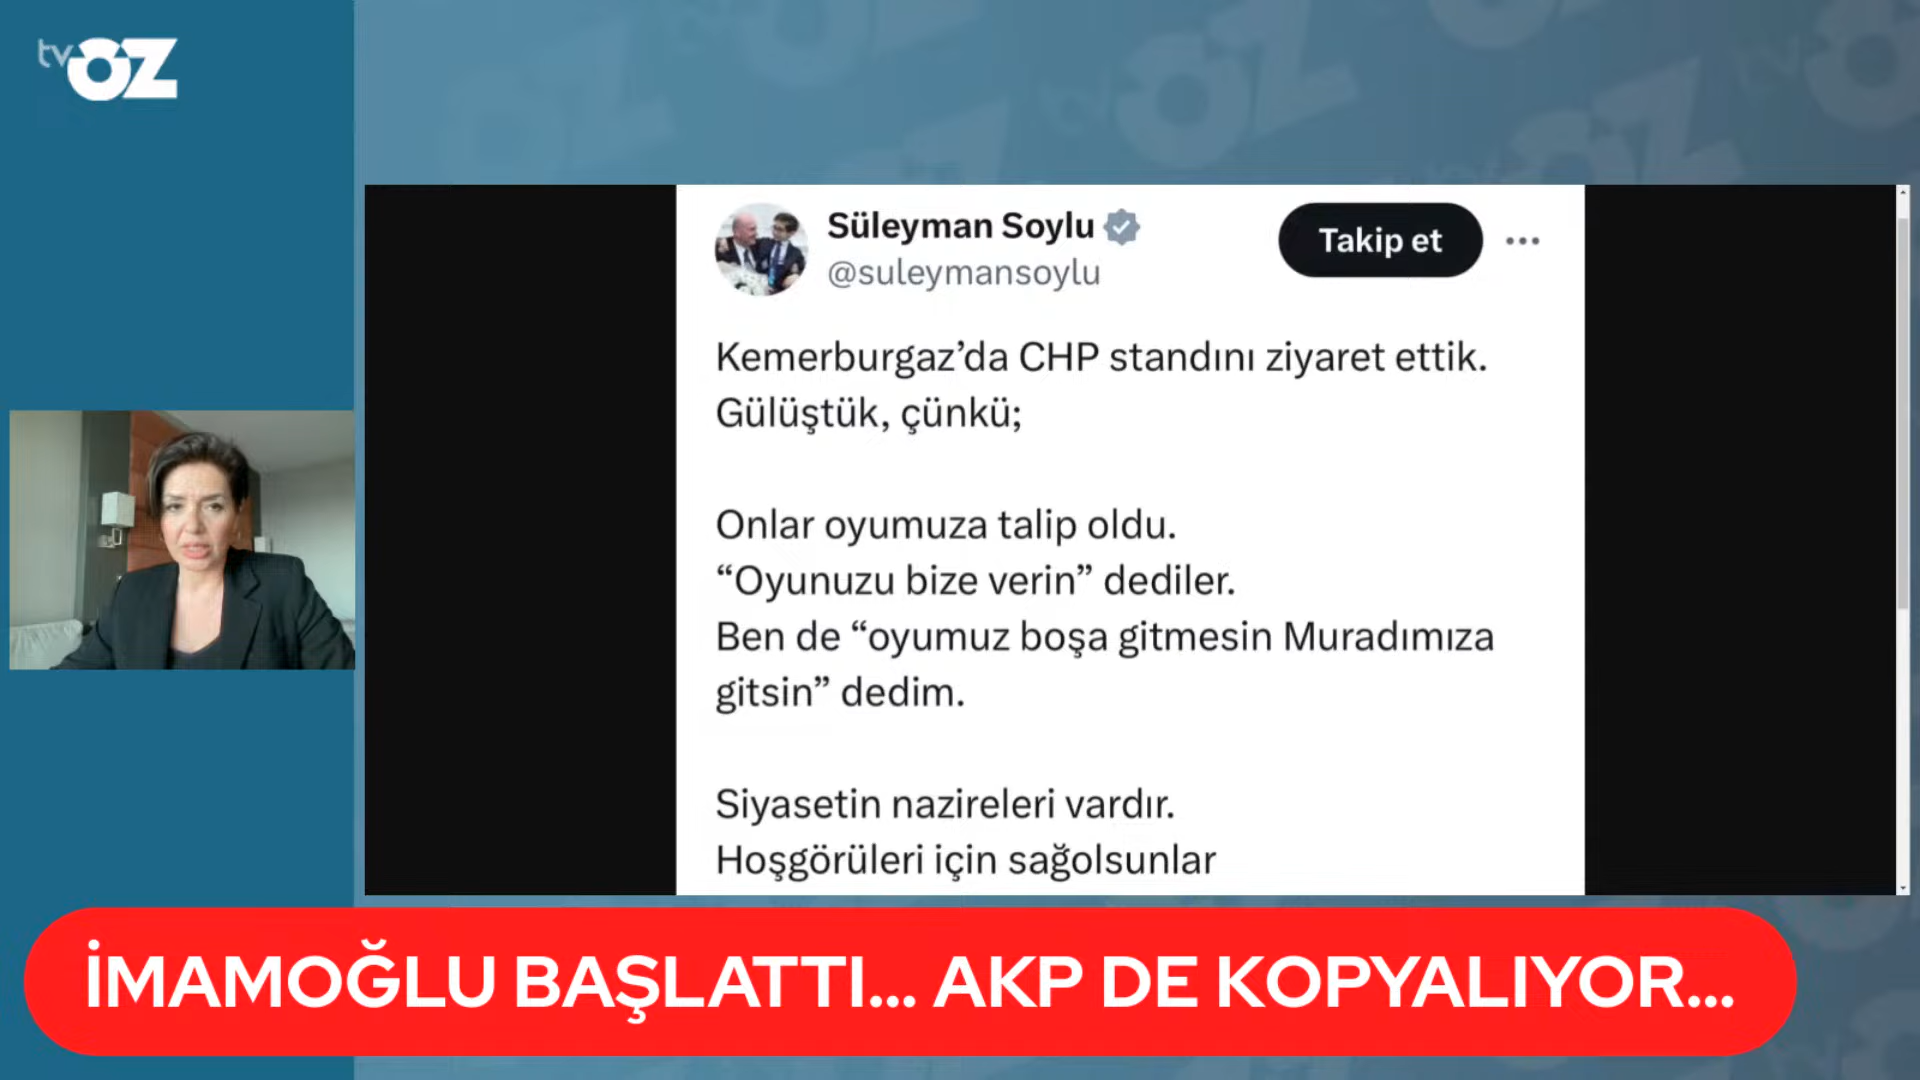 tv OZ
Süleyman Soylu
@suleymansoylu
Takip et
Kemerburgaz’da CHP standını ziyaret ettik.
Gülüştük, çünkü;
Onlar oyumuza talip oldu.
“Oyunuzu bize verin” dediler.
Ben de “oyumuz boşa gitmesin Muradımıza
gitsin” dedim.
Siyasetin nazireleri vardır.
Hoşgörüleri için sağolsunlar
İMAMOĞLU BAŞLATTI... AKP DE KOPYALIYOR...